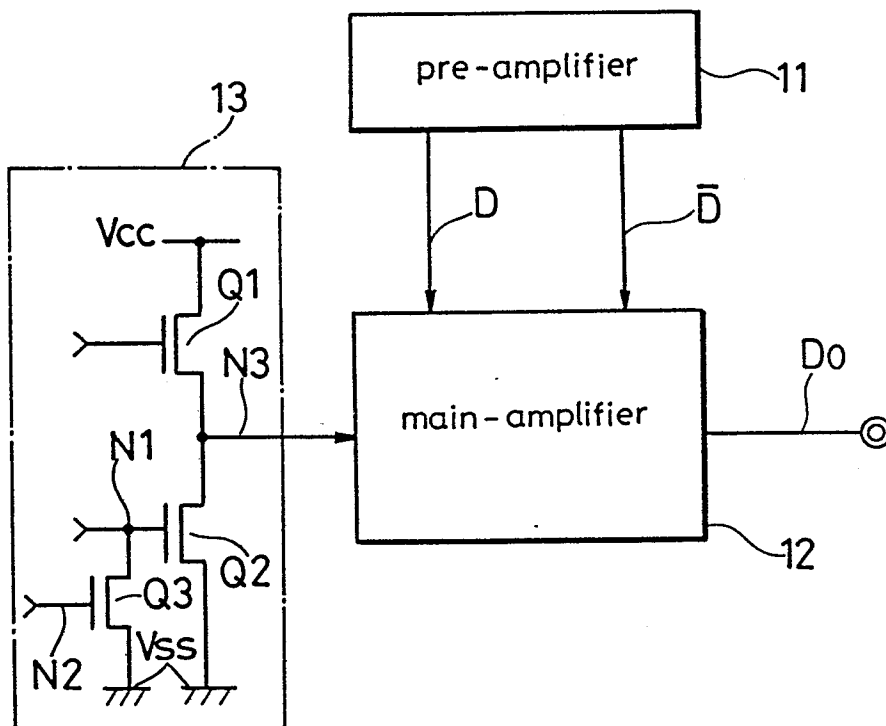 pre-amplifier
11
13
D
D̅
Vcc
Q1
N3
Do
main-amplifier
N1
Q2
12
Q3
N2
Vss